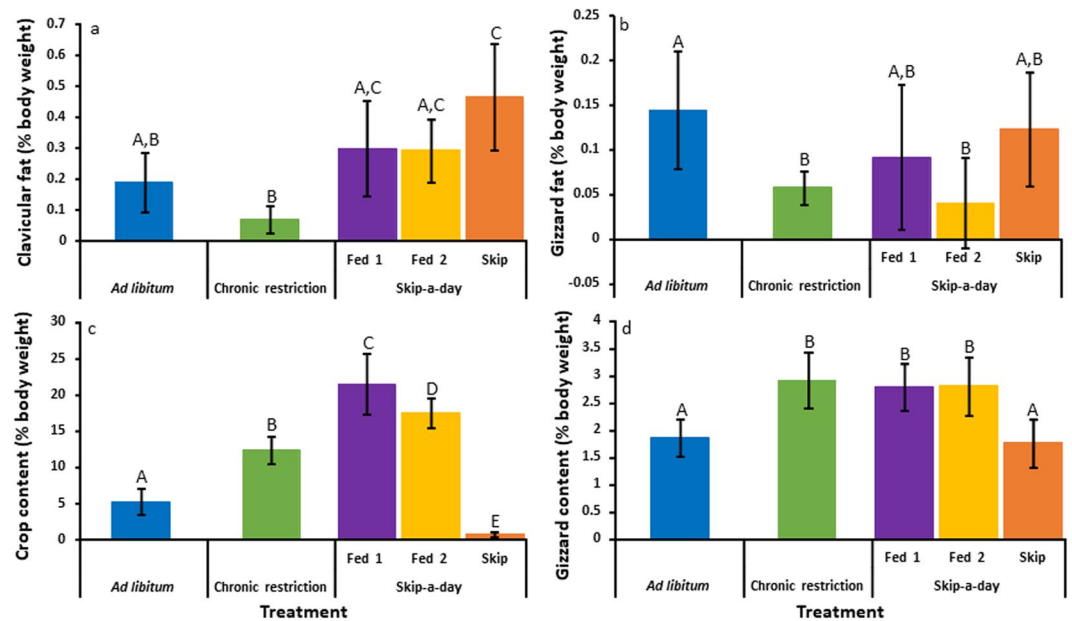 a
Clavicular fat (% body weight)
0.7
0.6
0.5
0.4
0.3
0.2
0.1
0
A,B
B
A,C
A,C
C
Fed 1 Fed 2 Skip
Ad libitum Chronic restriction Skip-a-day
b
Gizzard fat (% body weight)
0.25
0.2
0.15
0.1
0.05
0
-0.05
A
B
A,B
B
A,B
Fed 1 Fed 2 Skip
Ad libitum Chronic restriction Skip-a-day
c
Crop content (% body weight)
30
25
20
15
10
5
0
A
B
C
D
E
Fed 1 Fed 2 Skip
Ad libitum Chronic restriction Skip-a-day
Treatment
d
Gizzard content (% body weight)
4
3.5
3
2.5
2
1.5
1
0.5
0
A
B
B
B
A
Fed 1 Fed 2 Skip
Ad libitum Chronic restriction Skip-a-day
Treatment